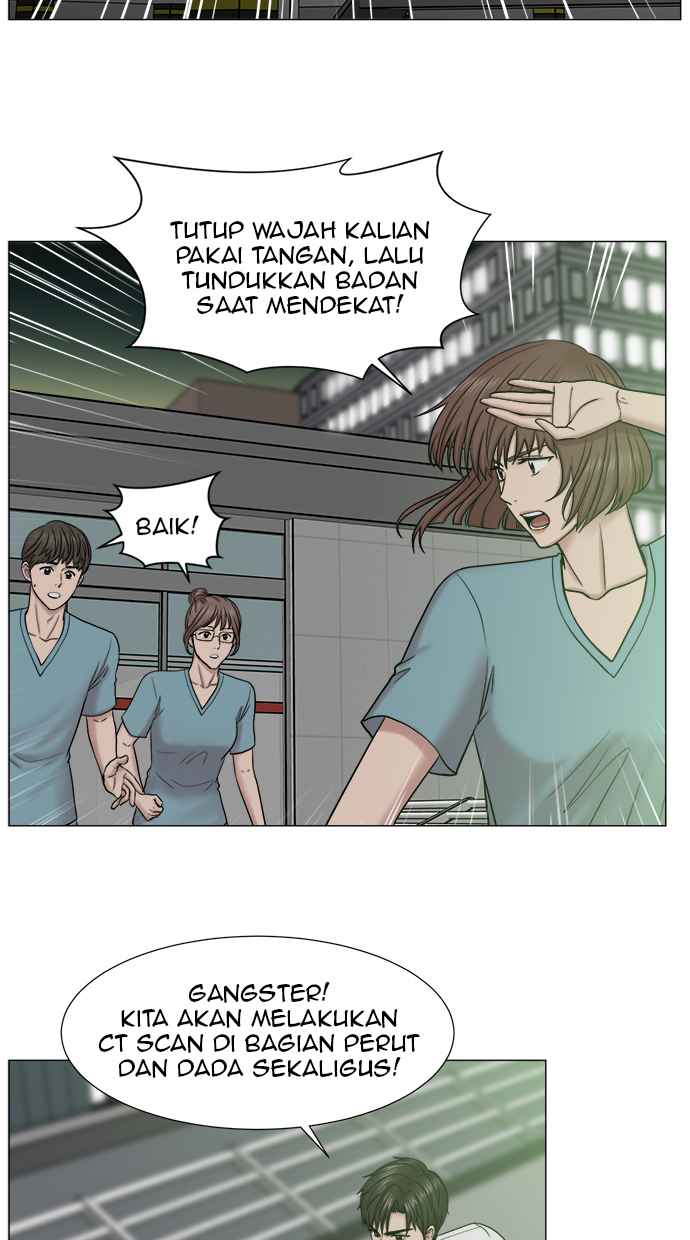 TUTUP WAJAH KALIAN
PAKAI TANGAN, LALU
TUNDUKKAN BADAN
SAAT MENDEKAT!
BAIK!
GANGSTER!
KITA AKAN MELAKUKAN
CT SCAN DI BAGIAN PERUT
DAN DADA SEKALIGUS!